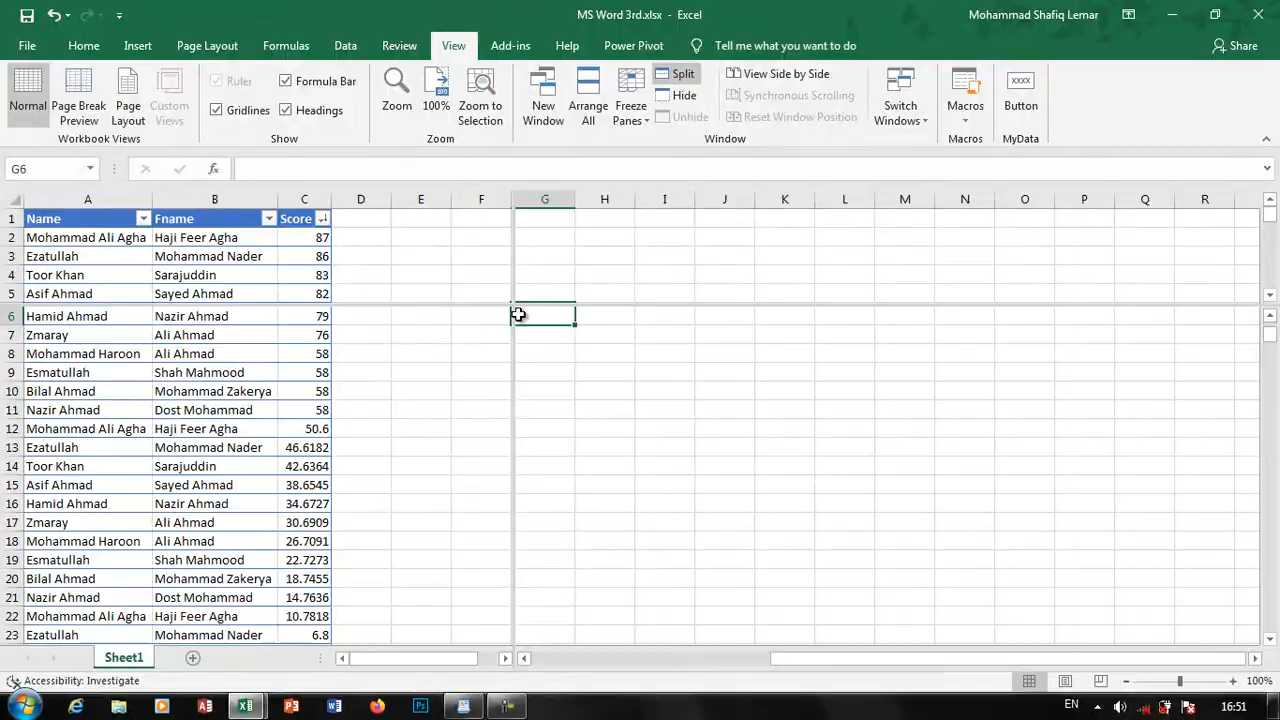 MS Word 3rd.xlsx - Excel
Mohammad Shafiq Lemar
File Home Insert Page Layout Formulas Data Review View Add-ins Help Power Pivot Tell me what you want to do Share
Normal
Page Break Preview
Page Layout
Custom Views
Workbook Views
Ruler
Formula Bar
Gridlines
Headings
Show
Zoom
100%
Zoom to Selection
Zoom
New Window
Arrange All
Freeze Panes
Split
Hide
Unhide
View Side by Side
Synchronous Scrolling
Reset Window Position
Window
Switch Windows
Macros
Macros
XXXX
Button
MyData
G6 fx
A B C D E F G H I J K L M N O P Q R
1 Name Fname Score
2 Mohammad Ali Agha Haji Feer Agha 87
3 Ezatullah Mohammad Nader 86
4 Toor Khan Sarajuddin 83
5 Asif Ahmad Sayed Ahmad 82
6 Hamid Ahmad Nazir Ahmad 79
7 Zmaray Ali Ahmad 76
8 Mohammad Haroon Ali Ahmad 58
9 Esmatullah Shah Mahmood 58
10 Bilal Ahmad Mohammad Zakerya 58
11 Nazir Ahmad Dost Mohammad 58
12 Mohammad Ali Agha Haji Feer Agha 50.6
13 Ezatullah Mohammad Nader 46.6182
14 Toor Khan Sarajuddin 42.6364
15 Asif Ahmad Sayed Ahmad 38.6545
16 Hamid Ahmad Nazir Ahmad 34.6727
17 Zmaray Ali Ahmad 30.6909
18 Mohammad Haroon Ali Ahmad 26.7091
19 Esmatullah Shah Mahmood 22.7273
20 Bilal Ahmad Mohammad Zakerya 18.7455
21 Nazir Ahmad Dost Mohammad 14.7636
22 Mohammad Ali Agha Haji Feer Agha 10.7818
23 Ezatullah Mohammad Nader 6.8
Sheet1
Accessibility: Investigate
100%
EN
16:51